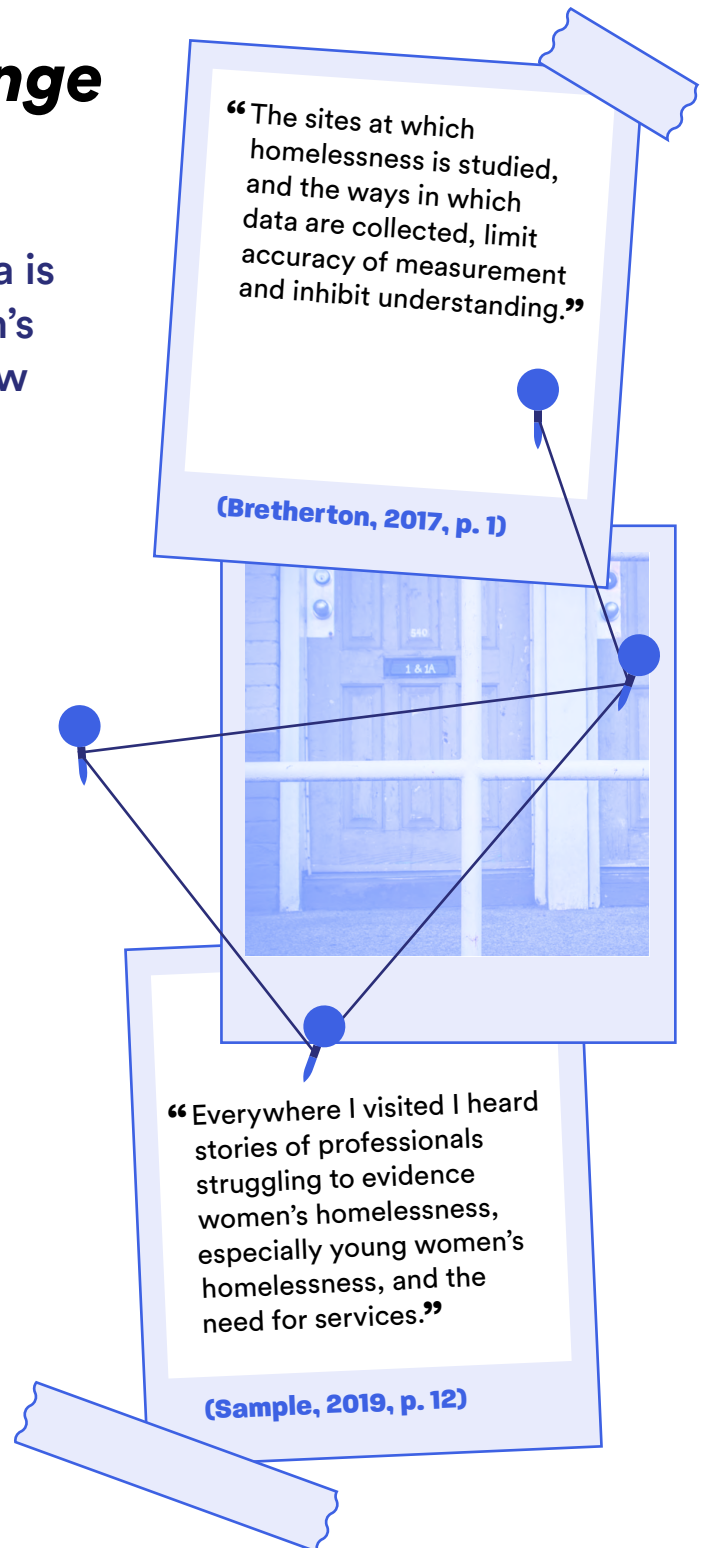 nge
a is
n’s
w
“The sites at which
homelessness is studied,
and the ways in which
data are collected, limit
accuracy of measurement
and inhibit understanding.”
(Bretherton, 2017, p. 1)
540
1 & 1A
“Everywhere I visited I heard
stories of professionals
struggling to evidence
women’s homelessness,
especially young women’s
homelessness, and the
need for services.”
(Sample, 2019, p. 12)